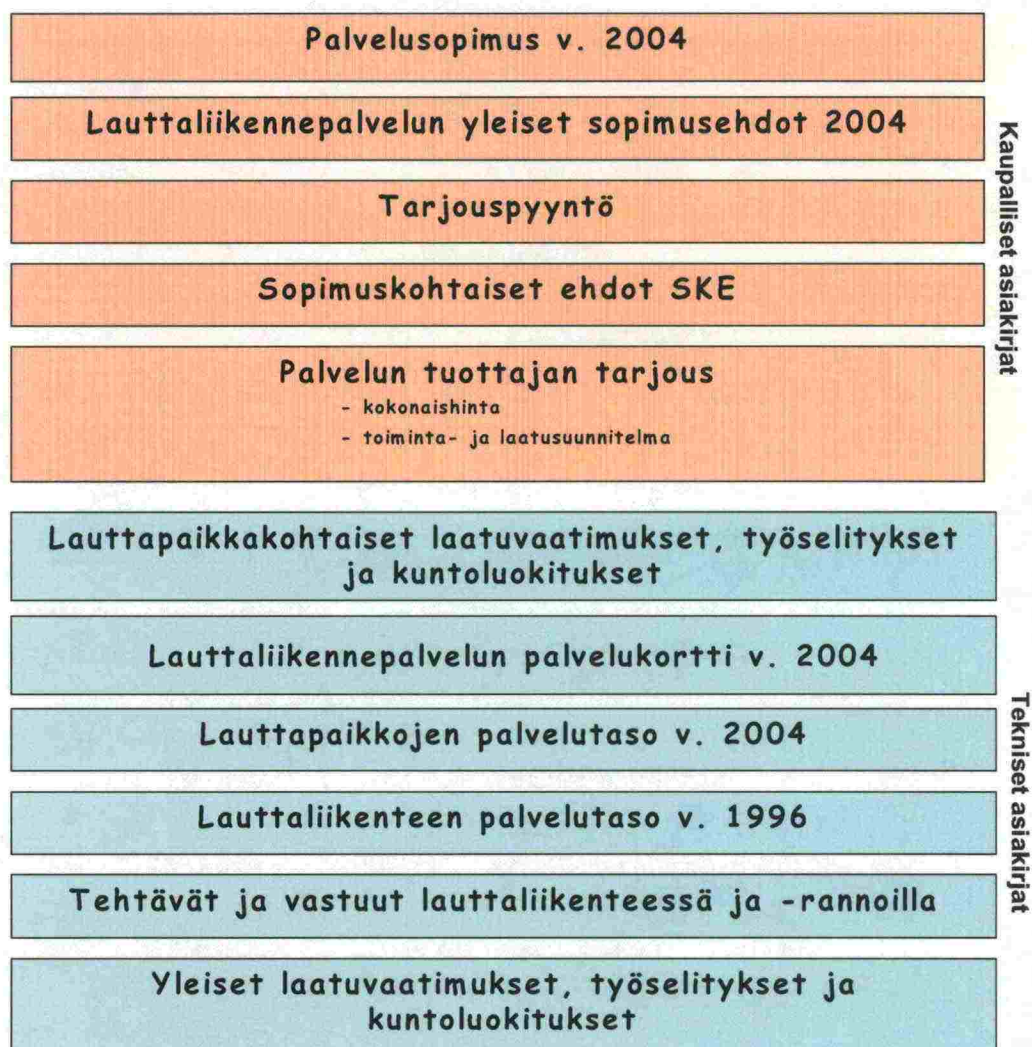 Palvelusopimus v. 2004
Lauttaliikennepalvelun yleiset sopimusehdot 2004
Tarjouspyyntö
Sopimuskohtaiset ehdot SKE
Palvelun tuottajan tarjous
- kokonaishinta
- toiminta- ja laatusuunnitelma
Kaupalliset asiakirjat
Lauttapaikkakohtaiset laatuvaatimukset, työselitykset
ja kuntoluokitukset
Lauttaliikennepalvelun palvelukortti v. 2004
Lauttapaikkojen palvelutaso v. 2004
Lauttaliikenteen palvelutaso v. 1996
Tehtävät ja vastuut lauttaliikenteessä ja -rannoilla
Yleiset laatuvaatimukset, työselitykset ja
kuntoluokitukset
Tekniset asiakirjat